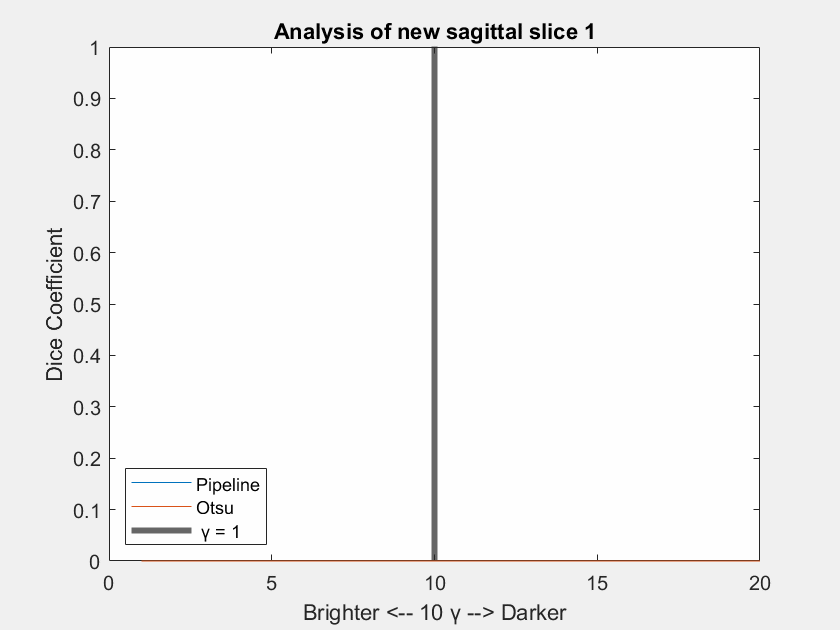 Analysis of new sagittal slice 1
1
0.9
0.8
0.7
0.6
0.5
0.4
0.3
0.2
0.1
0
Dice Coefficient
Pipeline
Otsu
γ = 1
0 5 10 15 20
Brighter <-- 10 γ --> Darker